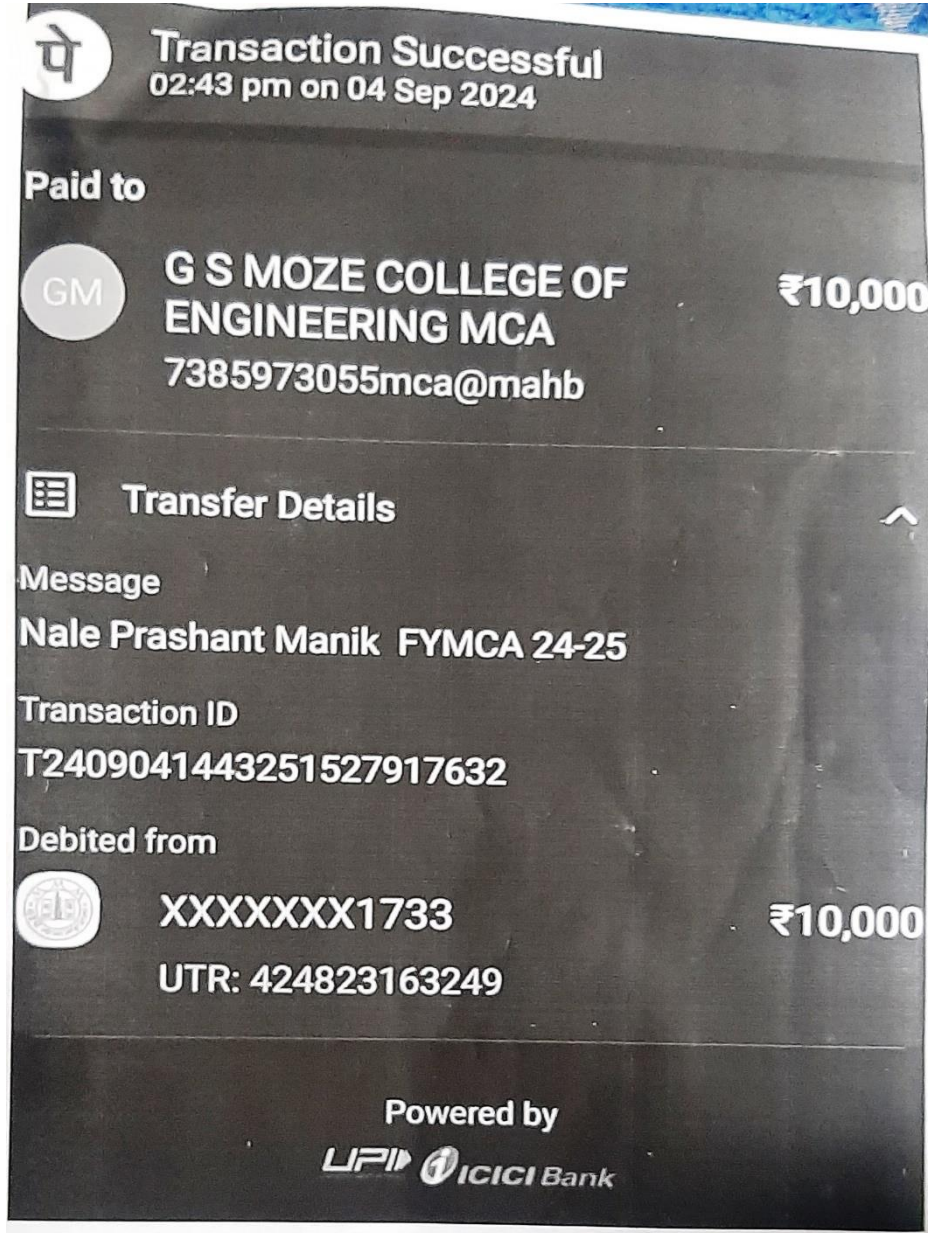 पे
Transaction Successful
02:43 pm on 04 Sep 2024
Paid to
GM
G S MOZE COLLEGE OF
ENGINEERING MCA
₹10,000
7385973055mca@mahb
Transfer Details
Message
Nale Prashant Manik FYMCA 24-25
Transaction ID
T2409041443251527917632
Debited from
XXXXXXX1733
₹10,000
UTR: 424823163249
Powered by
UPI ICICI Bank